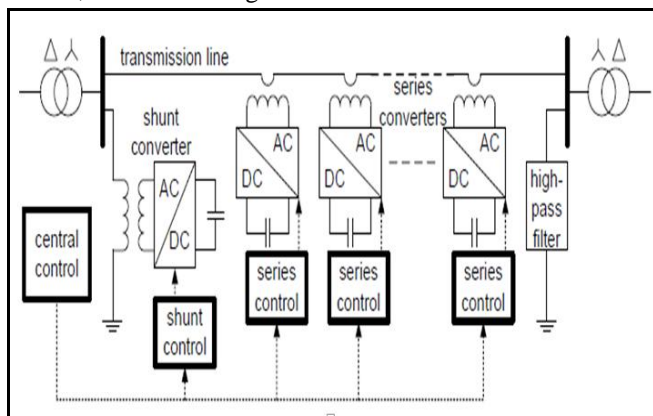 Δ
transmission line
Δ
shunt
converter
series
converters
AC
DC
AC
DC
AC
DC
AC
DC
high-
pass
filter
central
control
series
control
series
control
series
control
shunt
control